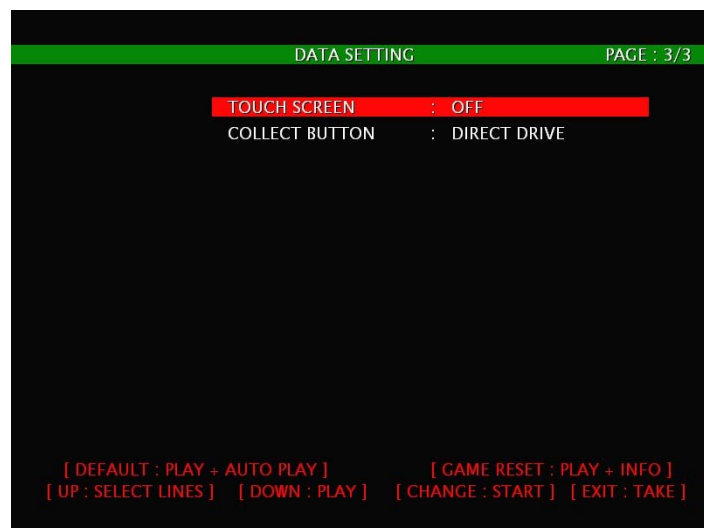 DATA SETTING PAGE : 3/3
TOUCH SCREEN : OFF
COLLECT BUTTON : DIRECT DRIVE
[ DEFAULT : PLAY + AUTO PLAY ] [ GAME RESET : PLAY + INFO ]
[ UP : SELECT LINES ] [ DOWN : PLAY ] [ CHANGE : START ] [ EXIT : TAKE ]